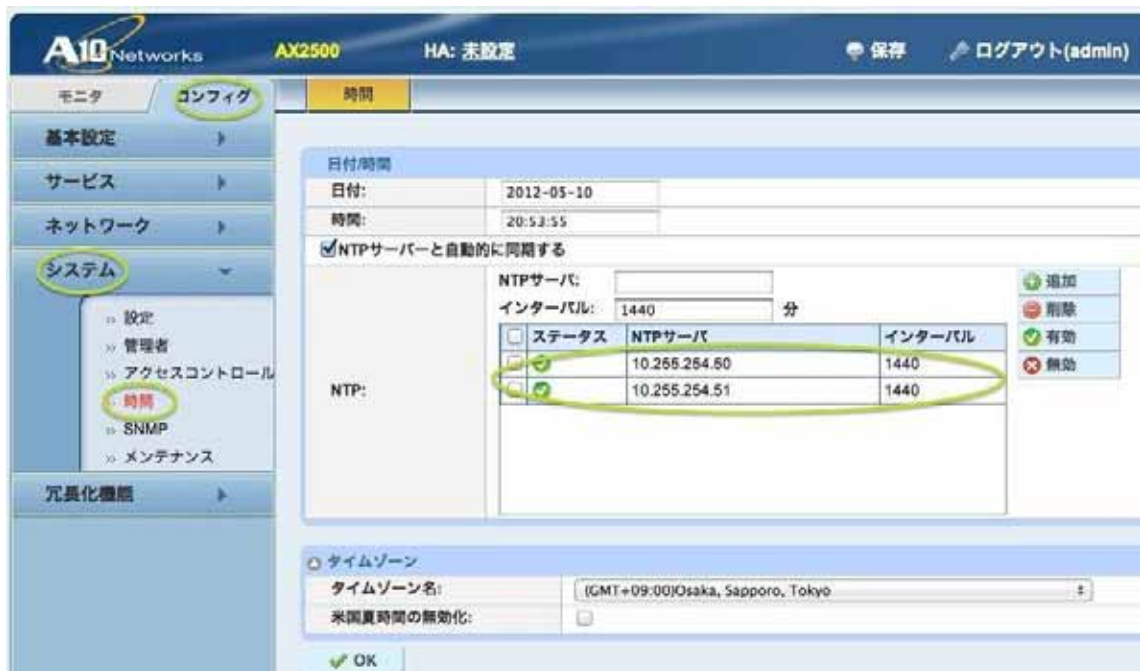 A10 Networks AX2500 HA: 未設定 保存 ログアウト(admin)
モニタ コンフィグ 時間
基本設定
サービス
ネットワーク
システム
» 設定
» 管理者
» アクセスコントロール
» 時間
» SNMP
» メンテナンス
冗長化機能
日付/時間
日付: 2012-05-10
時間: 20:53:55
NTPサーバーと自動的に同期する
NTP:
NTPサーバ:
インターバル: 1440 分
ステータス NTPサーバ インターバル
10.255.254.50 1440
10.255.254.51 1440
追加
削除
有効
無効
タイムゾーン
タイムゾーン名: (GMT+09:00)Osaka, Sapporo, Tokyo
米国夏時間の無効化:
OK